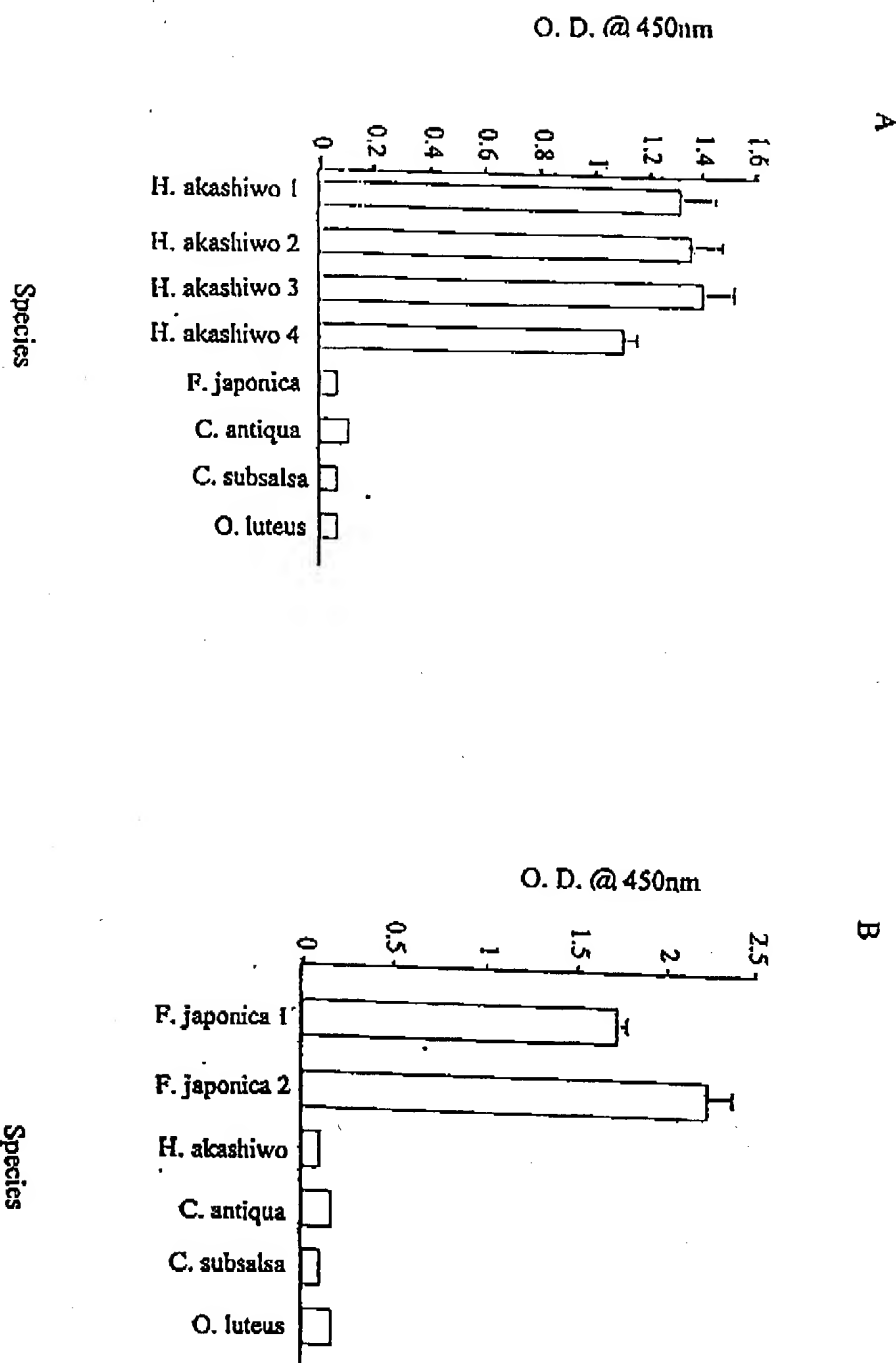 A
O. D. @ 450nm
0
0.2
0.4
0.6
0.8
1
1.2
1.4
1.6
H. akashiwo 1
H. akashiwo 2
H. akashiwo 3
H. akashiwo 4
F. japonica
C. antiqua
C. subsalsa
O. luteus
Species
B
O. D. @ 450nm
0
0.5
1
1.5
2
2.5
F. japonica 1
F. japonica 2
H. akashiwo
C. antiqua
C. subsalsa
O. luteus
Species